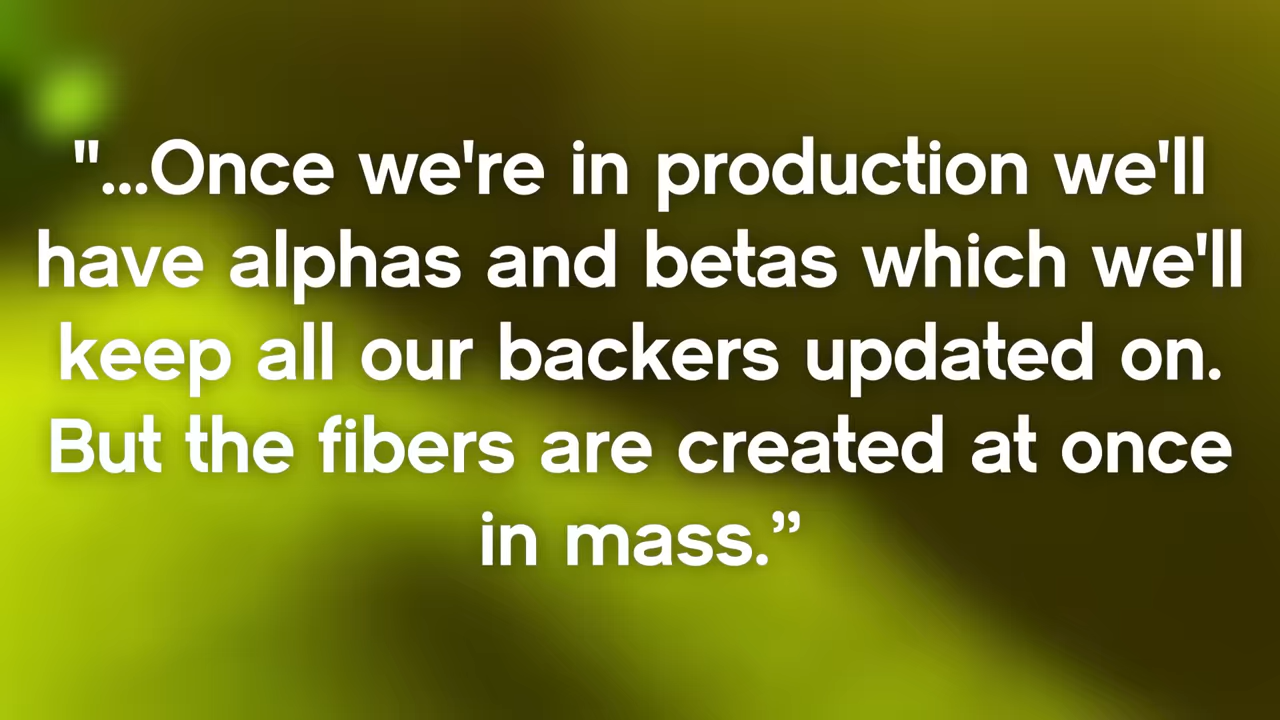 "...Once we're in production we'll
have alphas and betas which we'll
keep all our backers updated on.
But the fibers are created at once
in mass.”